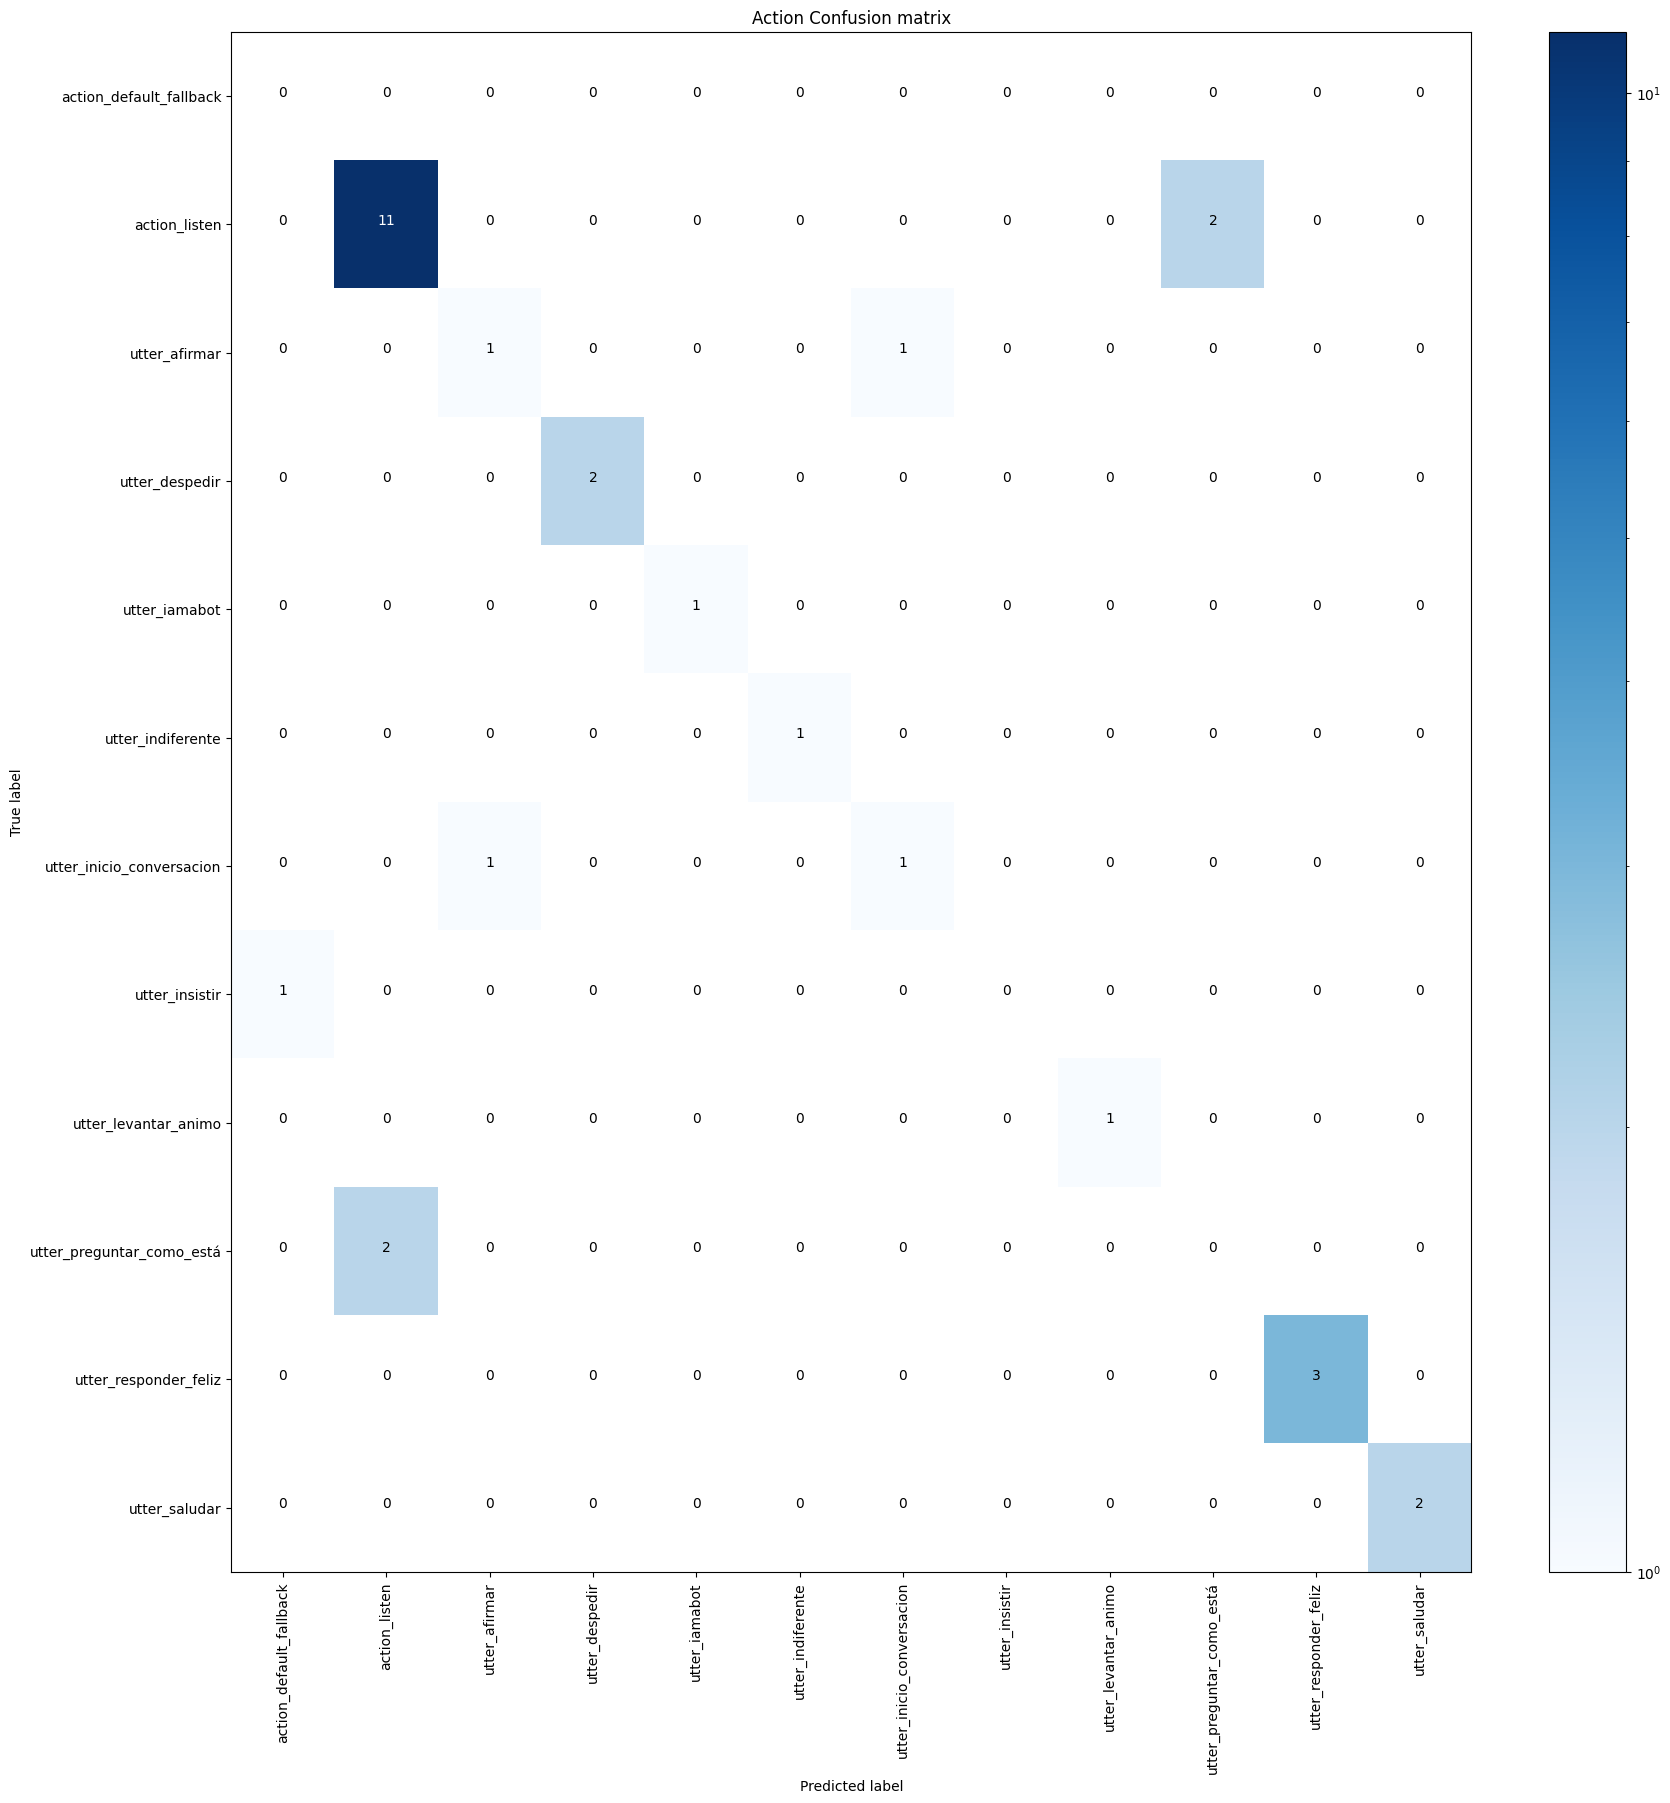 Action Confusion matrix
action_default_fallback 0 0 0 0 0 0 0 0 0 0 0 0
action_listen 0 11 0 0 0 0 0 0 0 2 0 0
utter_afirmar 0 0 1 0 0 0 1 0 0 0 0 0
utter_despedir 0 0 0 2 0 0 0 0 0 0 0 0
utter_iamabot 0 0 0 0 1 0 0 0 0 0 0 0
utter_indiferente 0 0 0 0 0 1 0 0 0 0 0 0
utter_inicio_conversacion 0 0 1 0 0 0 1 0 0 0 0 0
utter_insistir 1 0 0 0 0 0 0 0 0 0 0 0
utter_levantar_animo 0 0 0 0 0 0 0 0 1 0 0 0
utter_preguntar_como_está 0 2 0 0 0 0 0 0 0 0 0 0
utter_responder_feliz 0 0 0 0 0 0 0 0 0 0 3 0
utter_saludar 0 0 0 0 0 0 0 0 0 0 0 2
True label
action_default_fallback
action_listen
utter_afirmar
utter_despedir
utter_iamabot
utter_indiferente
utter_inicio_conversacion
utter_insistir
utter_levantar_animo
utter_preguntar_como_está
utter_responder_feliz
utter_saludar
Predicted label
10¹
10⁰